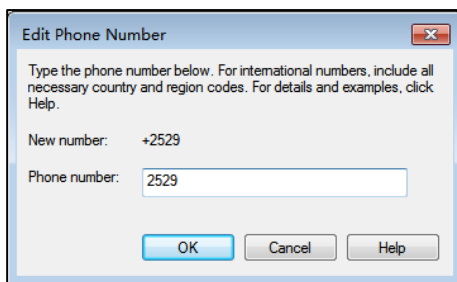 Edit Phone Number
Type the phone number below. For international numbers, include all
necessary country and region codes. For details and examples, click
Help.
New number: +2529
Phone number: 2529
OK Cancel Help